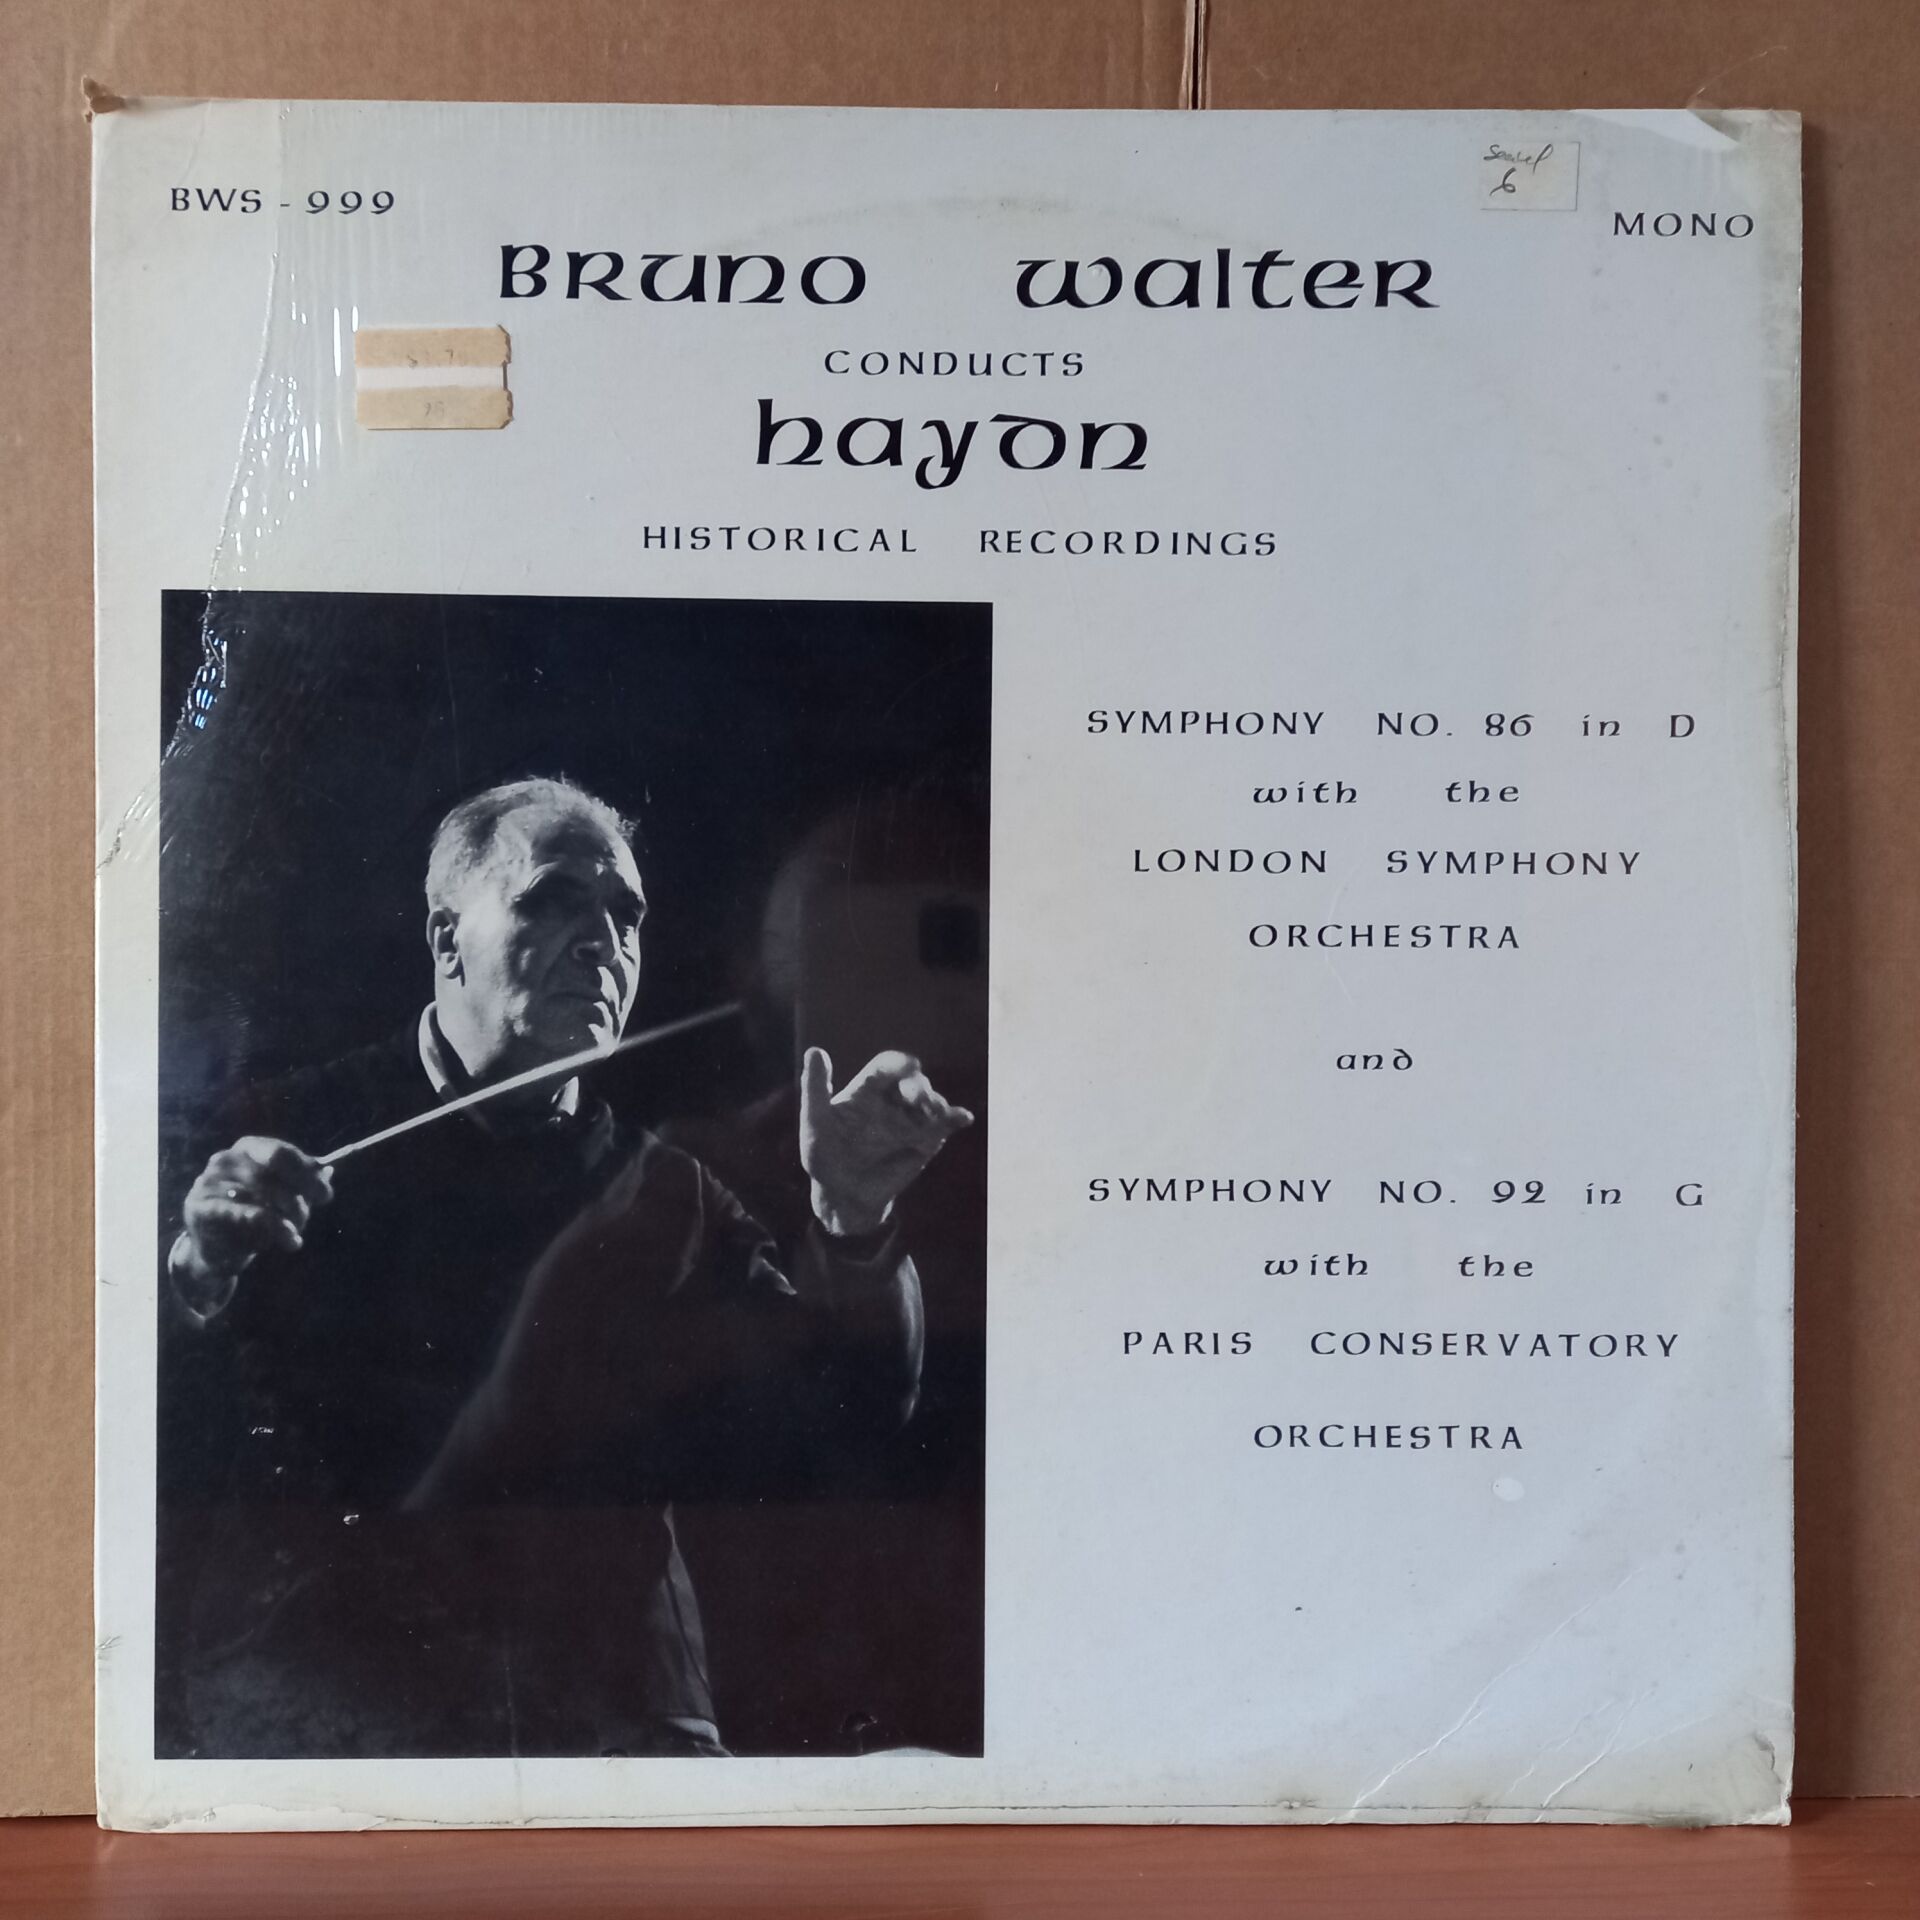 BWS - 999
MONO
BRUNO WALTER
CONDUCTS
haydn
HISTORICAL RECORDINGS
SYMPHONY NO. 86 in D
with the
LONDON SYMPHONY
ORCHESTRA
and
SYMPHONY NO. 92 in G
with the
PARIS CONSERVATORY
ORCHESTRA